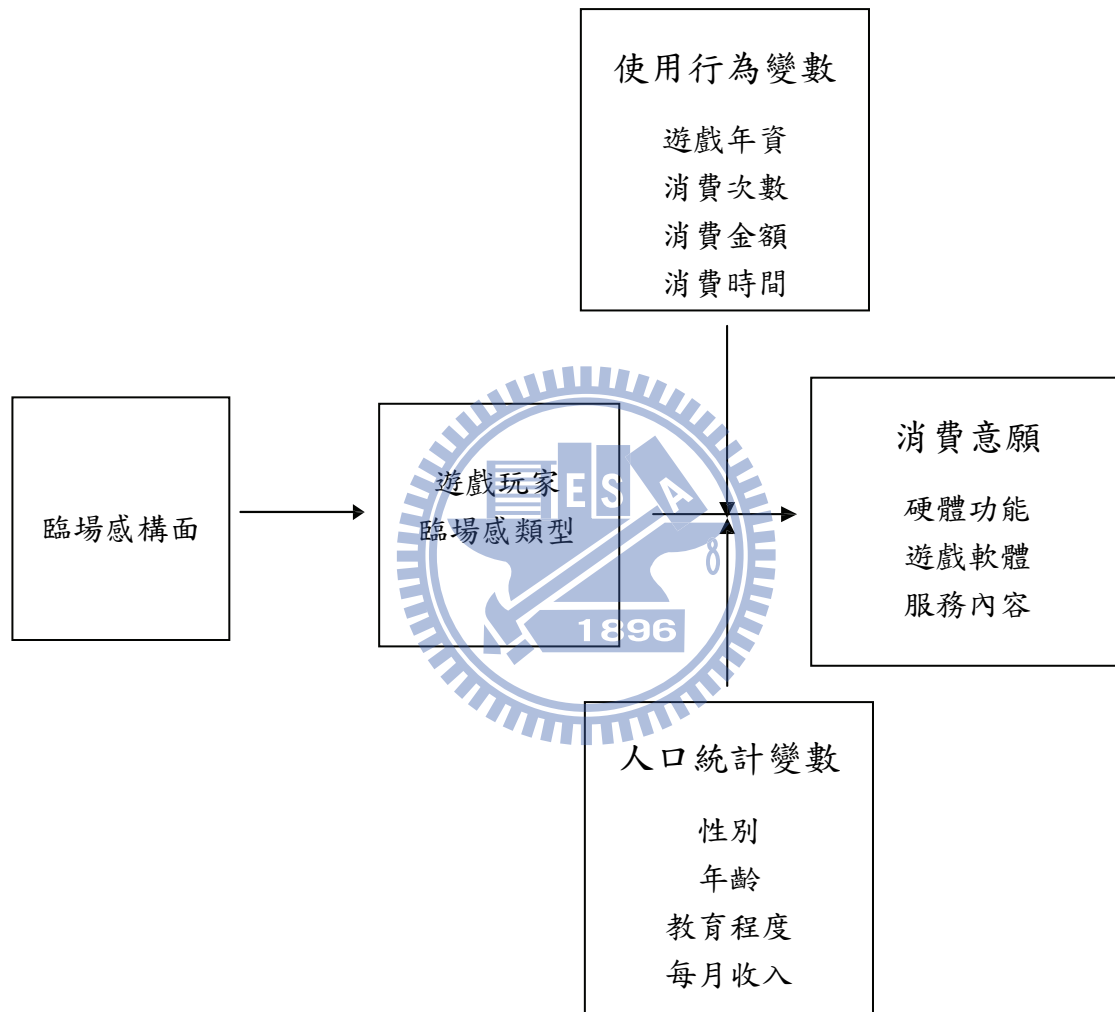 使用行為變數
遊戲年資
消費次數
消費金額
消費時間
臨場感構面
遊戲玩家
臨場感類型
消費意願
硬體功能
遊戲軟體
服務內容
ES
A
1896
人口統計變數
性別
年齡
教育程度
每月收入